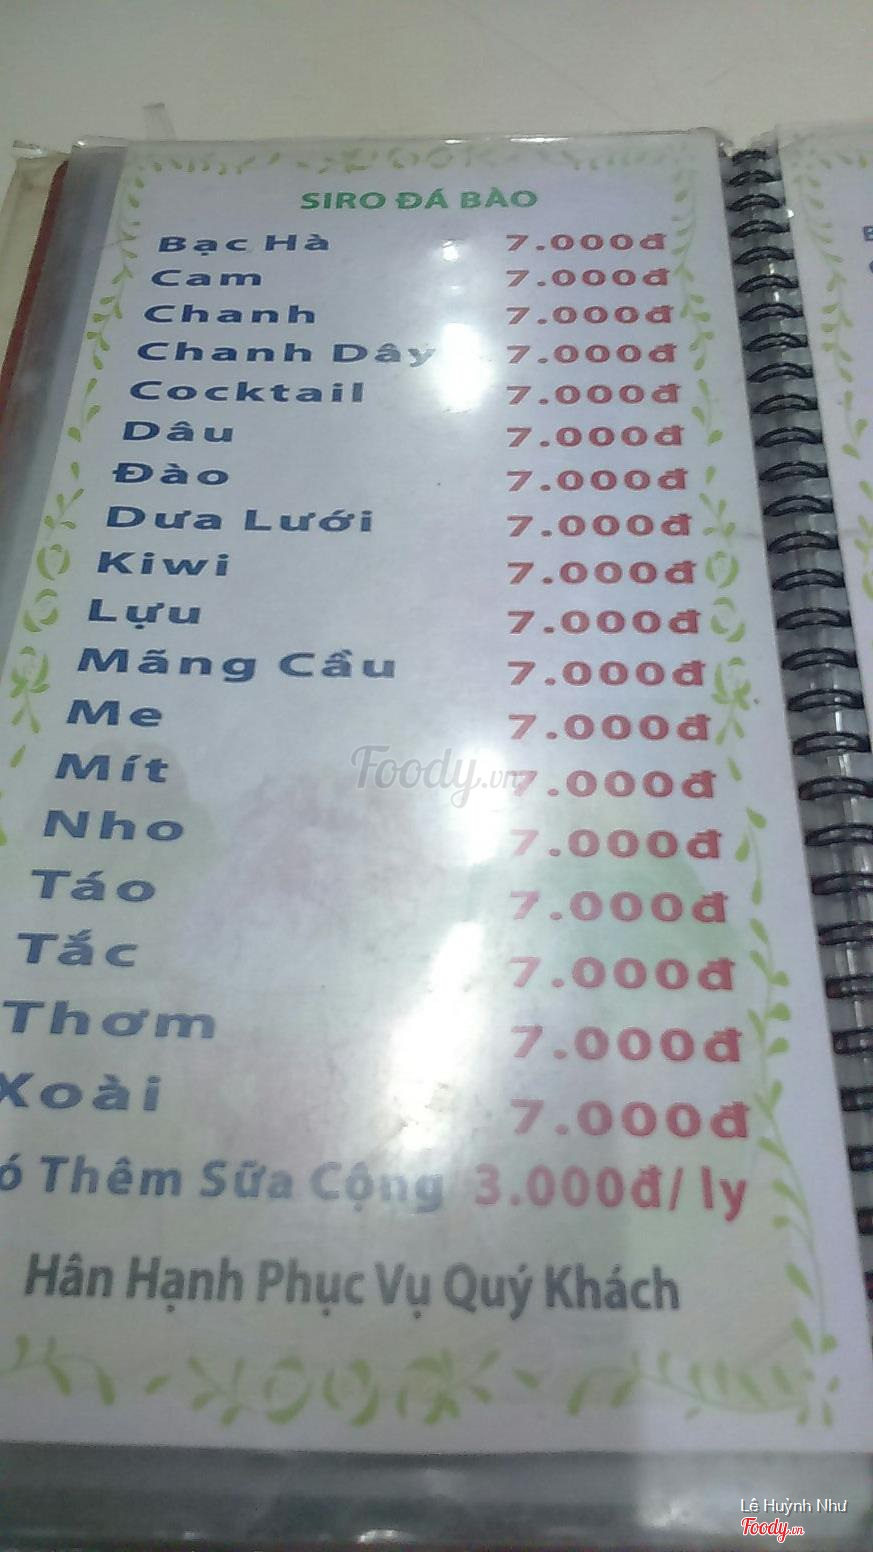 SIRO ĐÁ BÀO
Bạc Hà 7.000đ
Cam 7.000đ
Chanh 7.000đ
Chanh Dây 7.000đ
Cocktail 7.000đ
Dâu 7.000đ
Đào 7.000đ
Dưa Lưới 7.000đ
Kiwi 7.000đ
Lựu 7.000đ
Mãng Cầu 7.000đ
Me 7.000đ
Mít 7.000đ
Foody.vn
Nho 7.000đ
Táo 7.000đ
Tắc 7.000đ
Thơm 7.000đ
Xoài 7.000đ
ó Thêm Sữa Cộng 3.000đ/ ly
Hân Hạnh Phục Vụ Quý Khách
Lê Huỳnh Như
Foody.vn